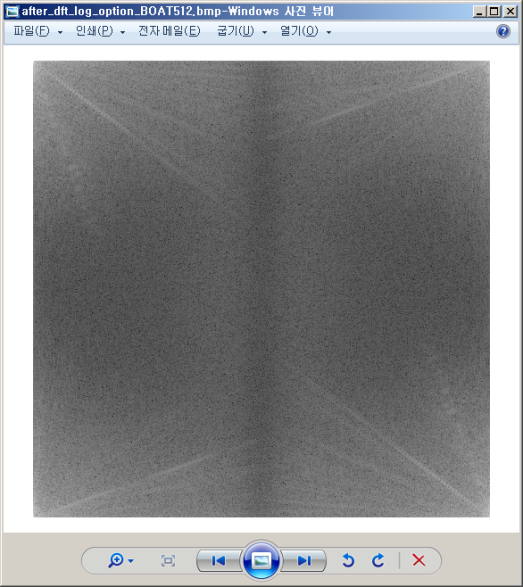 after_dft_log_option_BOAT512.bmp-Windows 사진 뷰어
파일(F) 인쇄(P) 전자 메일(E) 굽기(U) 열기(O)